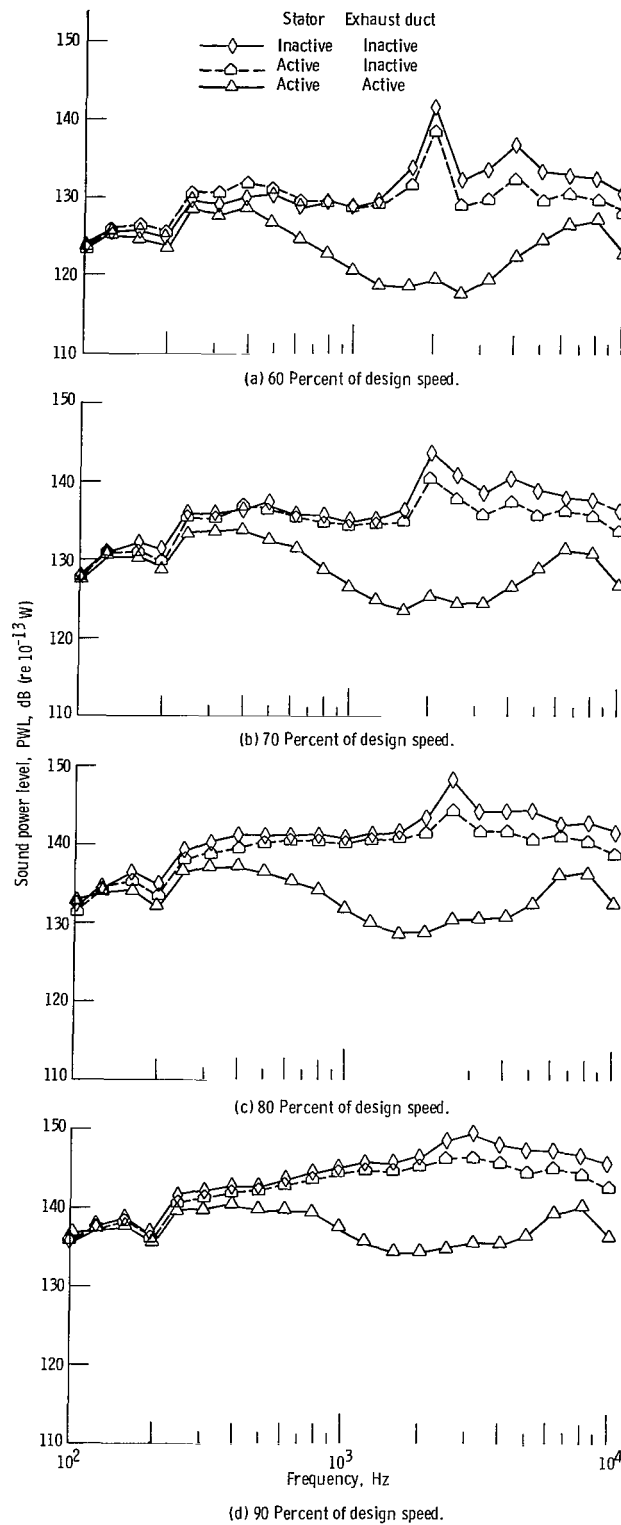 Stator Exhaust duct
Inactive Inactive
Active Inactive
Active Active
150
140
130
120
110
(a) 60 Percent of design speed.
150
140
130
120
110
(b) 70 Percent of design speed.
Sound power level, PWL, dB (re 10⁻¹³ W)
150
140
130
120
110
(c) 80 Percent of design speed.
150
140
130
120
110
10² 10³ 10⁴
Frequency, Hz
(d) 90 Percent of design speed.